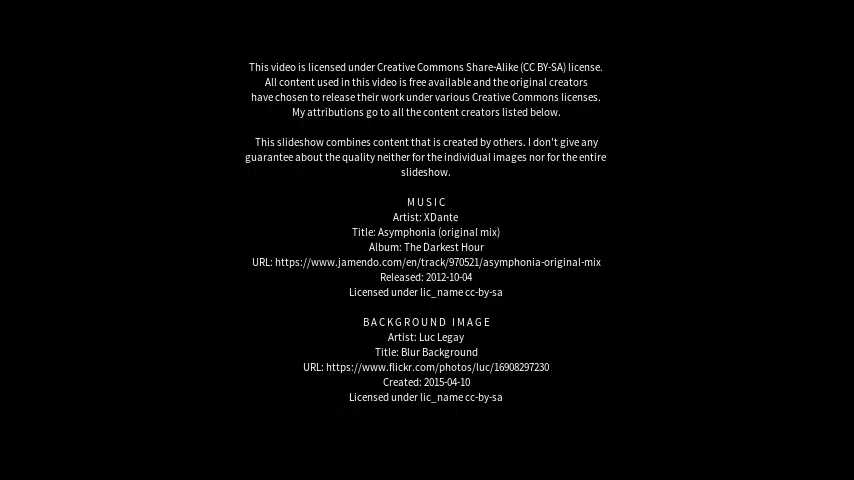 This video is licensed under Creative Commons Share-Alike (CC BY-SA) license.
All content used in this video is free available and the original creators
have chosen to release their work under various Creative Commons licenses.
My attributions go to all the content creators listed below.
This slideshow combines content that is created by others. I don't give any
guarantee about the quality neither for the individual images nor for the entire
slideshow.
MUSIC
Artist: XDante
Title: Asymphonia (original mix)
Album: The Darkest Hour
URL: https://www.jamendo.com/en/track/970521/asymphonia-original-mix
Released: 2012-10-04
Licensed under lic_name cc-by-sa
BACKGROUND IMAGE
Artist: Luc Legay
Title: Blur Background
URL: https://www.flickr.com/photos/luc/16908297230
Created: 2015-04-10
Licensed under lic_name cc-by-sa